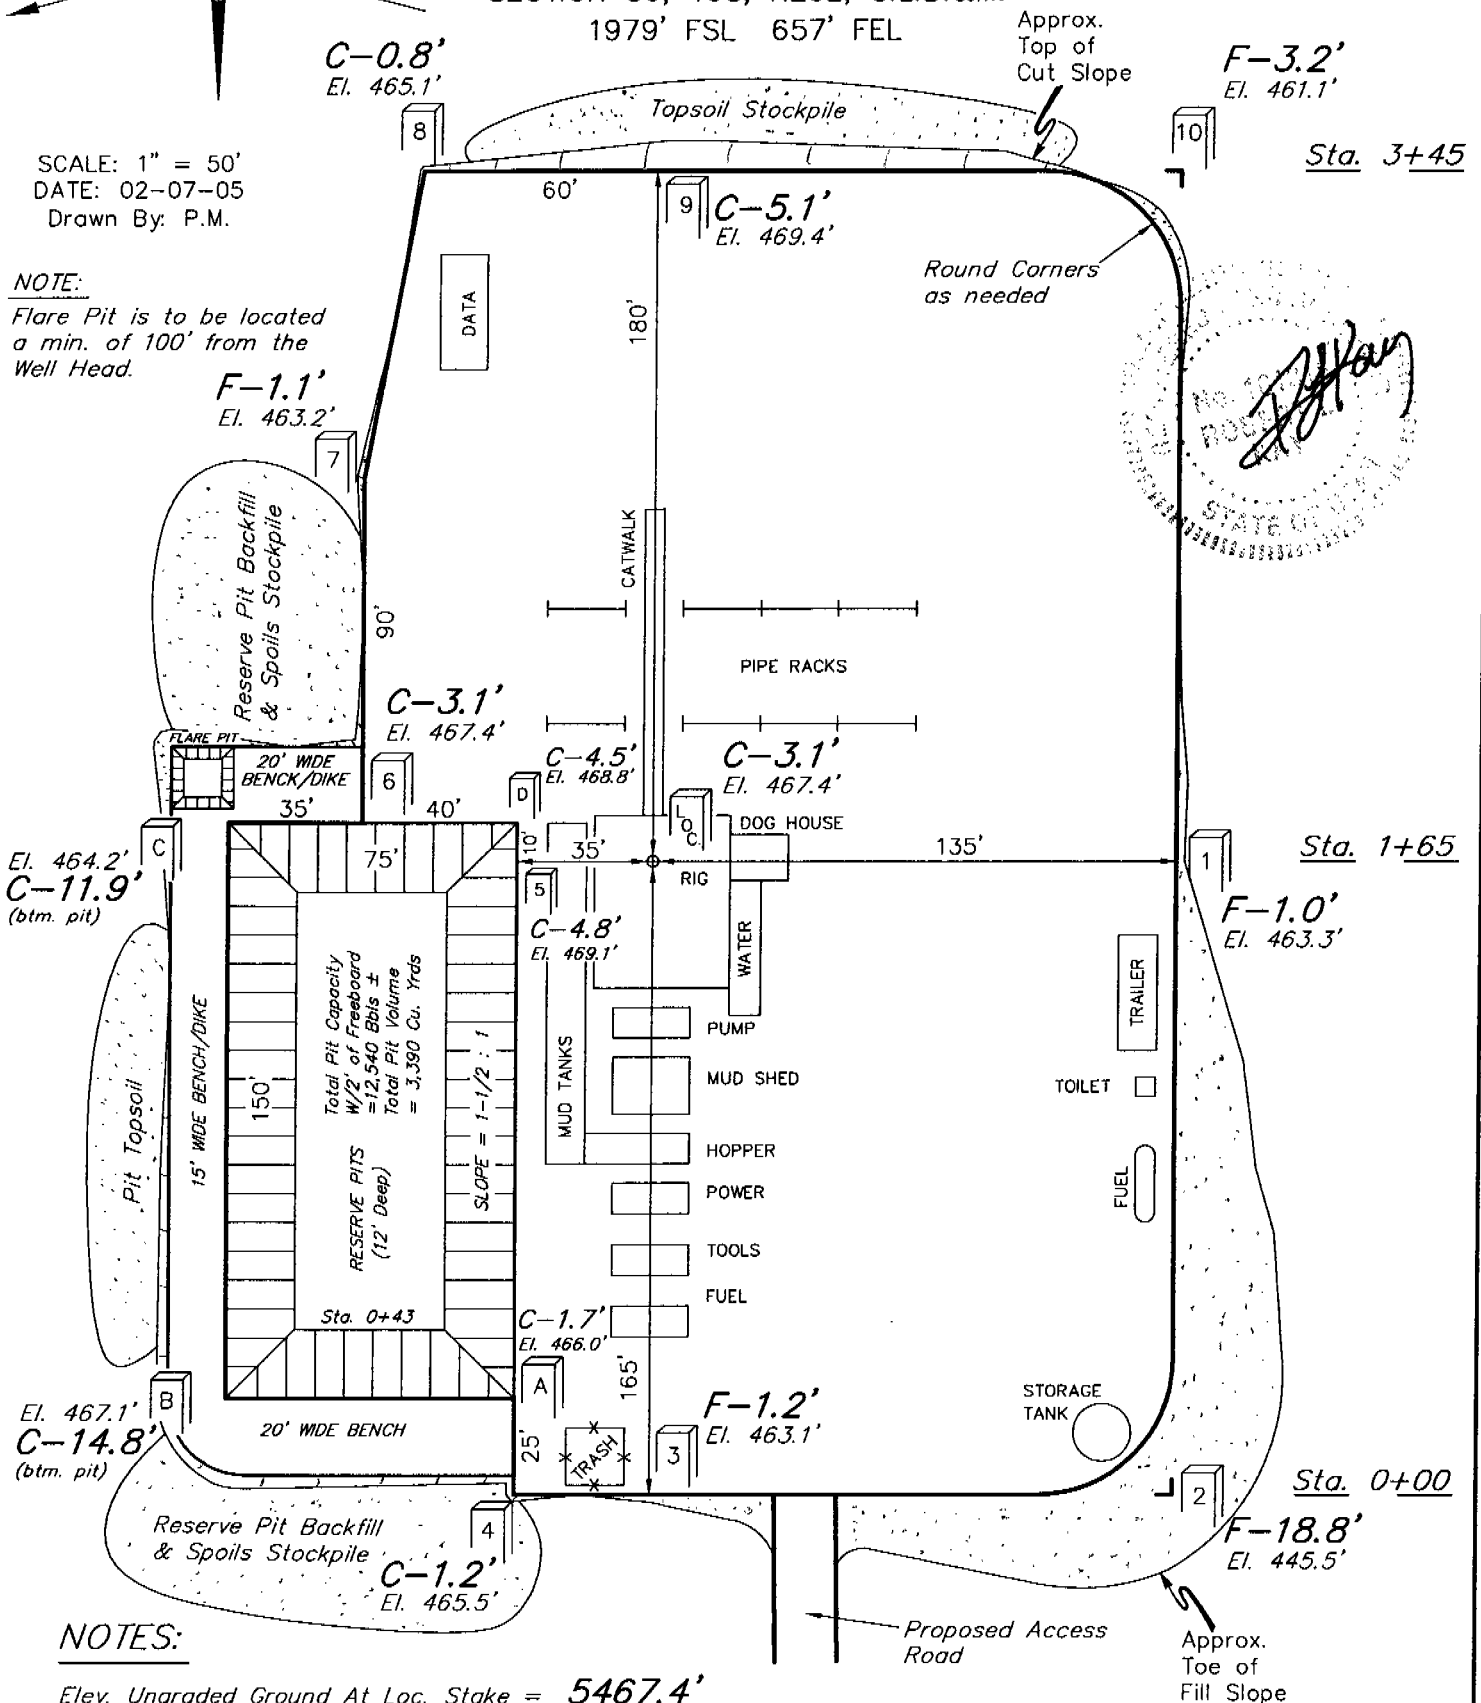 1979' FSL 657' FEL
Approx.
Top of
Cut Slope
C-0.8'
El. 465.1'
F-3.2'
El. 461.1'
8
Topsoil Stockpile
10
Sta. 3+45
SCALE: 1" = 50'
DATE: 02-07-05
Drawn By: P.M.
60'
9
C-5.1'
El. 469.4'
Round Corners
as needed
NOTE:
Flare Pit is to be located
a min. of 100' from the
Well Head.
DATA
180'
F-1.1'
El. 463.2'
7
STATE OF
Reserve Pit Backfill
& Spoils Stockpile
CATWALK
90'
PIPE RACKS
C-3.1'
El. 467.4'
FLARE PIT
20' WIDE
BENCK/DIKE
6
C-4.5'
El. 468.8'
D
C-3.1'
El. 467.4'
LOC.
DOG HOUSE
35'
40'
10'
C
El. 464.2'
C-11.9'
(btm. pit)
75'
35'
RIG
135'
1
Sta. 1+65
F-1.0'
El. 463.3'
5
C-4.8'
El. 469.1'
WATER
TRAILER
Total Pit Capacity
W/2' of Freeboard
=12,540 Bbls ±
Total Pit Volume
= 3,390 Cu. Yrds
PUMP
MUD SHED
TOILET
MUD TANKS
15' WIDE BENCH/DIKE
150'
SLOPE = 1-1/2 : 1
Pit Topsoil
RESERVE PITS
(12' Deep)
HOPPER
POWER
FUEL
TOOLS
FUEL
Sta. 0+43
C-1.7'
El. 466.0'
A
165'
STORAGE
TANK
B
El. 467.1'
C-14.8'
(btm. pit)
20' WIDE BENCH
25'
TRASH
3
F-1.2'
El. 463.1'
2
Sta. 0+00
F-18.8'
El. 445.5'
4
Reserve Pit Backfill
& Spoils Stockpile
C-1.2'
El. 465.5'
Proposed Access
Road
Approx.
Toe of
Fill Slope
NOTES:
Elev. Ungraded Ground At Loc. Stake = 5467.4'